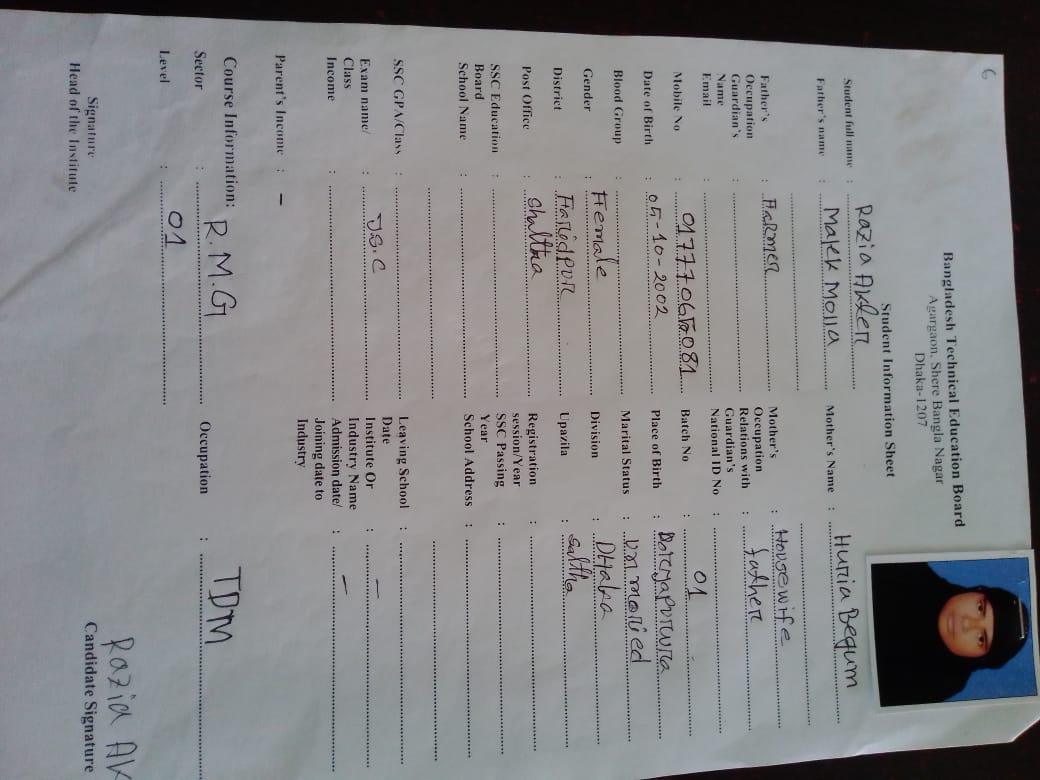 6
Bangladesh Technical Education Board
Agargaon, Shere Bangla Nagar
Dhaka-1207
Student Information Sheet
Student full name : Razia Akter
Father's name : Malek Molla Mother's Name : Huria Begum
Father's Occupation : Farmer Mother's Occupation : Housewife
Guardian's Name : Relations with Guardian's : father
Email : National ID No :
Mobile No : Batch No : 01
Date of Birth : 05-10-2002 Place of Birth :
Blood Group : Marital Status : Un moried
Gender : Female Division : DHaka
District : Faridpur Upazila : Saltha
Post Office : Shaltha Registration session/Year :
SSC Education Board : SSC Passing Year :
School Name : School Address :
SSC GPA/Class : Leaving School Date :
Exam name/ Class : J.S.C Institute Or Industry Name : —
Income : Admission date/ Joining date to Industry : —
Parent's Income : -
Course Information:
Sector : R.M.G Occupation : TDM
Level : 01
Razia Ak
Signature Candidate Signature
Head of the Institute